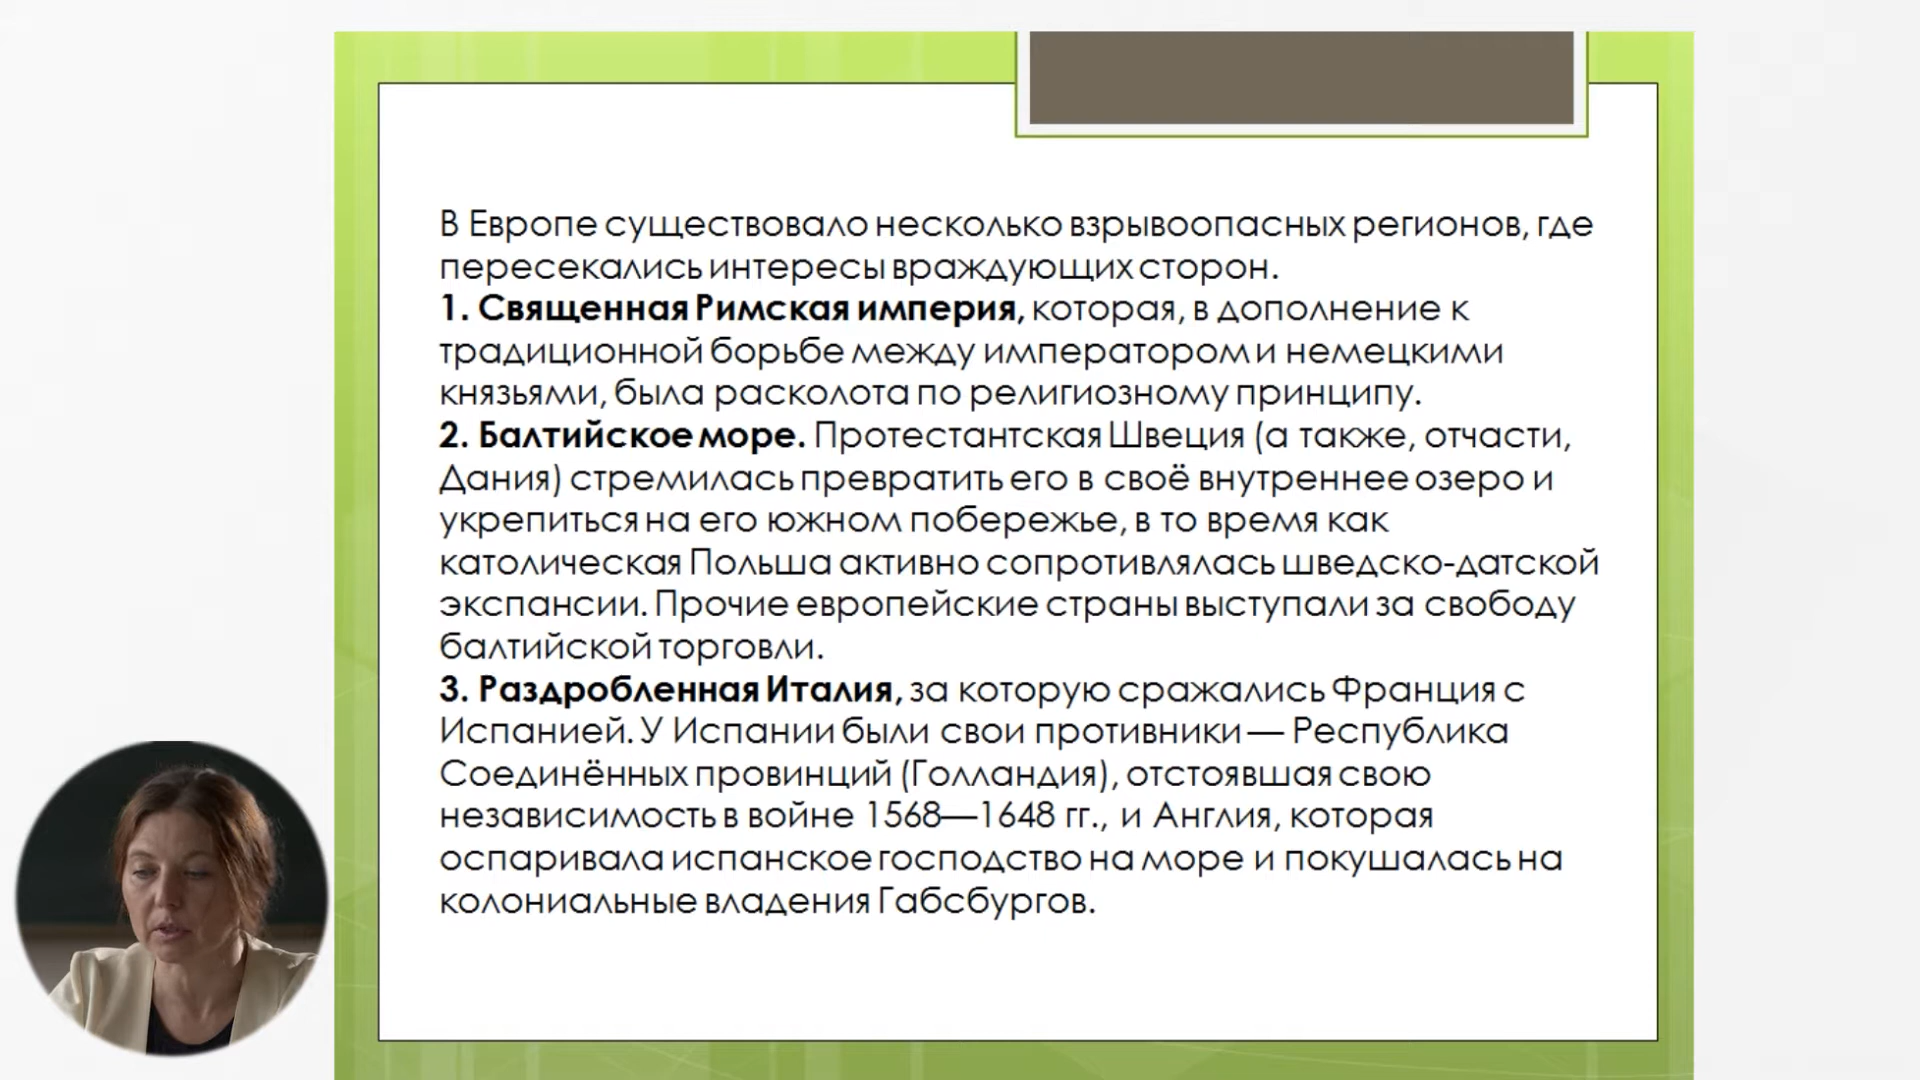 В Европе существовало несколько взрывоопасных регионов, где
пересекались интересы враждующих сторон.
1. Священная Римская империя, которая, в дополнение к
традиционной борьбе между императором и немецкими
князьями, была расколота по религиозному принципу.
2. Балтийское море. Протестантская Швеция (а также, отчасти,
Дания) стремилась превратить его в своё внутреннее озеро и
укрепиться на его южном побережье, в то время как
католическая Польша активно сопротивлялась шведско-датской
экспансии. Прочие европейские страны выступали за свободу
балтийской торговли.
3. Раздробленная Италия, за которую сражались Франция с
Испанией. У Испании были свои противники — Республика
Соединённых провинций (Голландия), отстоявшая свою
независимость в войне 1568—1648 гг., и Англия, которая
оспаривала испанское господство на море и покушалась на
колониальные владения Габсбургов.